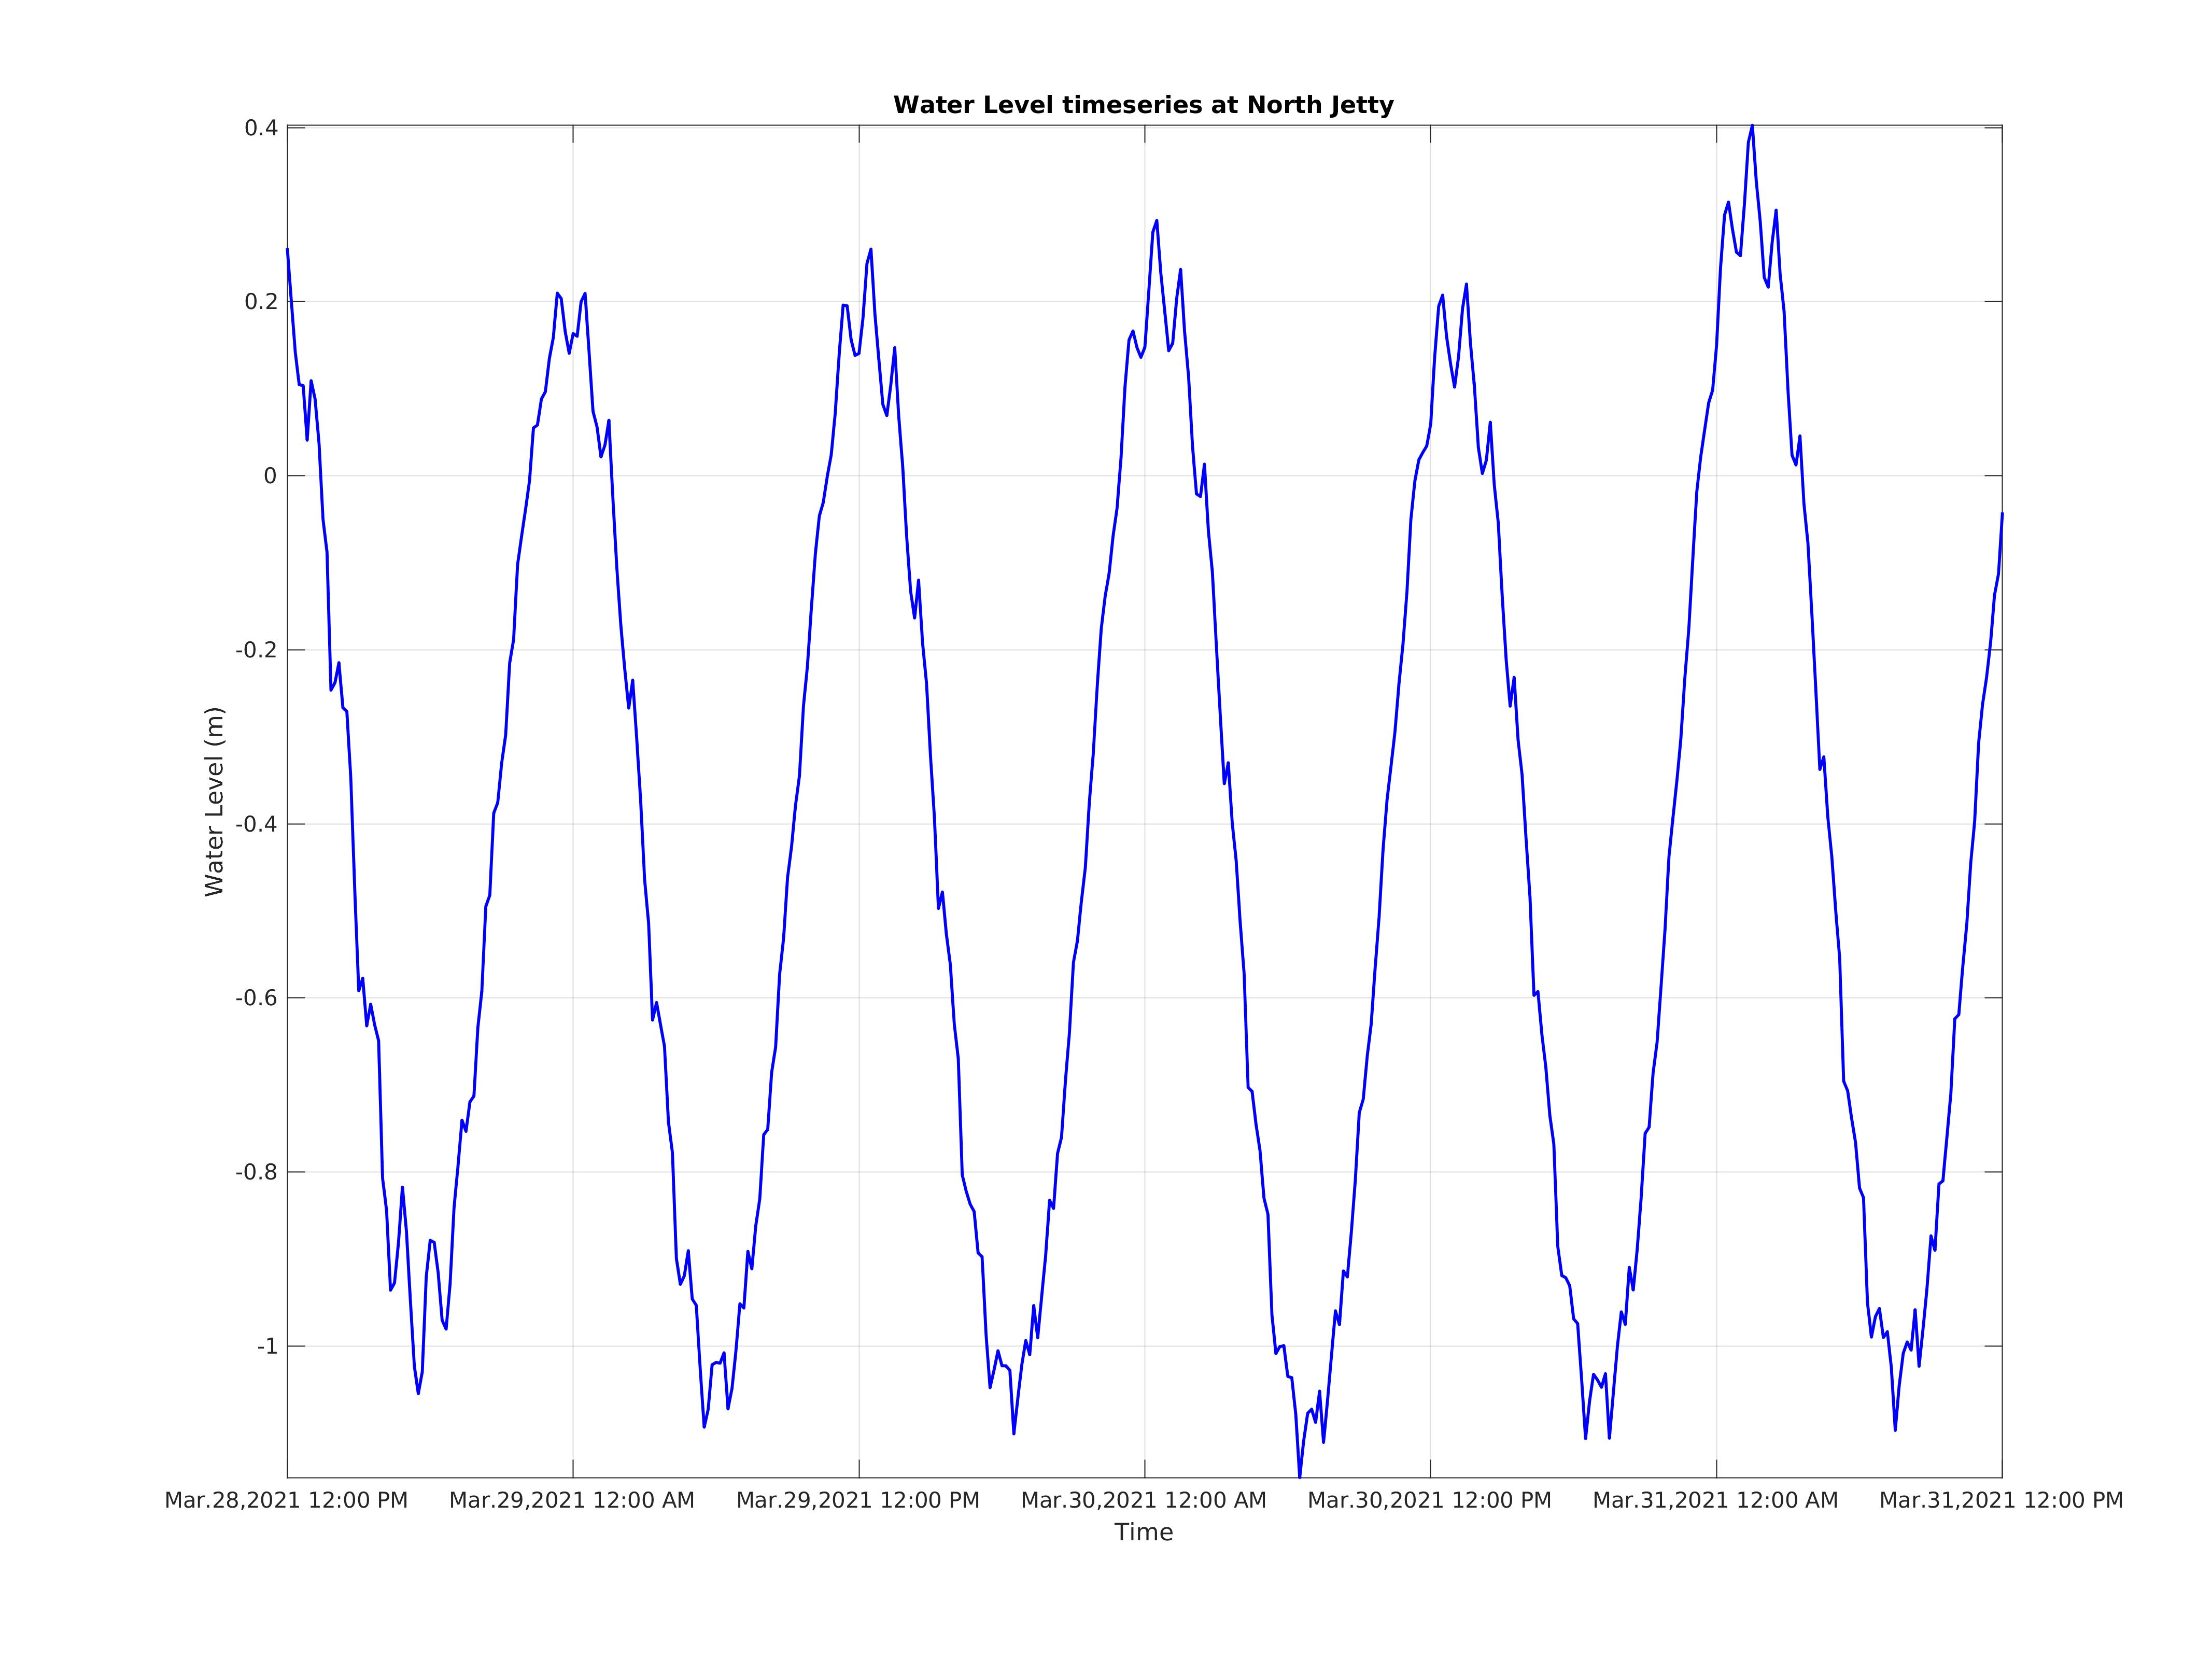 Water Level timeseries at North Jetty
0.4
0.2
0
-0.2
-0.4
-0.6
-0.8
-1
Water Level (m)
Mar.28,2021 12:00 PM
Mar.29,2021 12:00 AM
Mar.29,2021 12:00 PM
Mar.30,2021 12:00 AM
Mar.30,2021 12:00 PM
Mar.31,2021 12:00 AM
Mar.31,2021 12:00 PM
Time